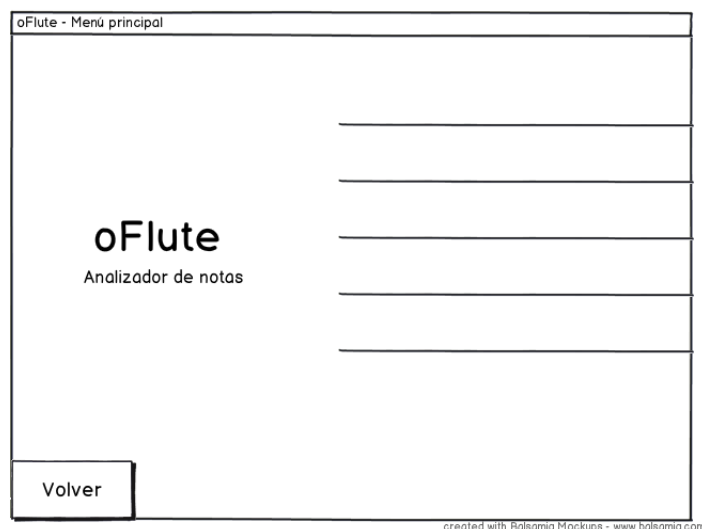 oFlute - Menú principal
oFlute
Analizador de notas
Volver
created with Balsamiq Mockups - www.balsamiq.com